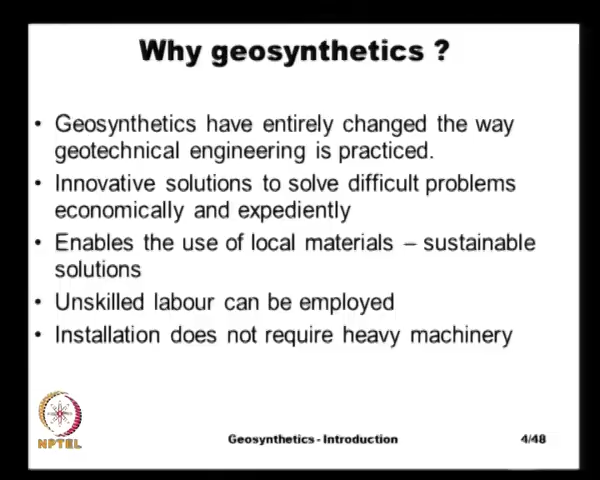 Why geosynthetics ?
• Geosynthetics have entirely changed the way
geotechnical engineering is practiced.
• Innovative solutions to solve difficult problems
economically and expediently
• Enables the use of local materials – sustainable
solutions
• Unskilled labour can be employed
• Installation does not require heavy machinery
NPTEL
Geosynthetics - Introduction
4/48